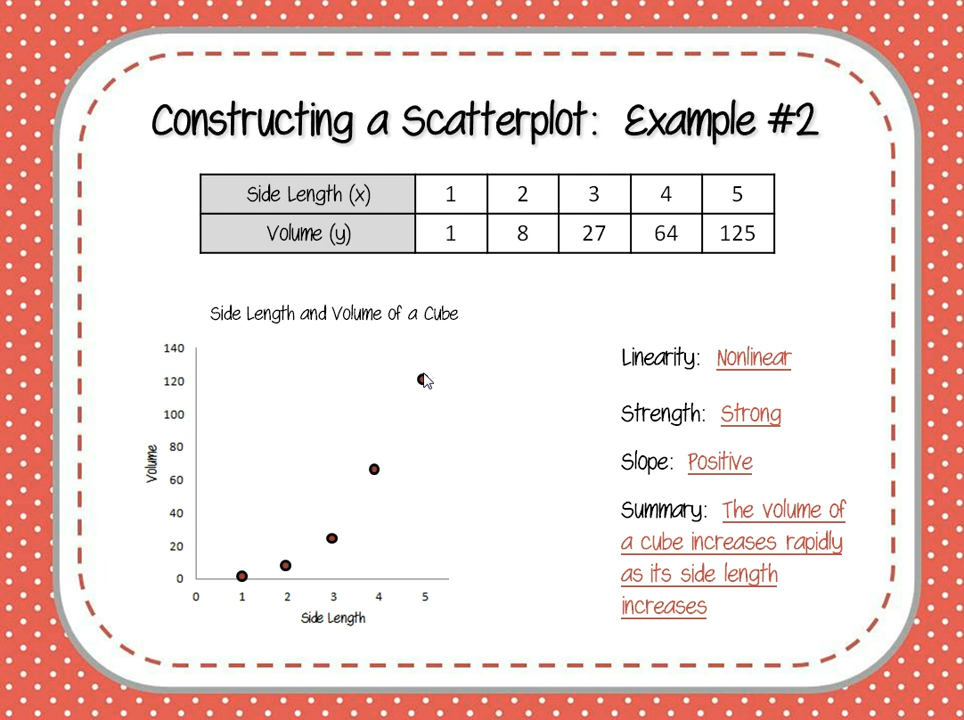 Constructing a Scatterplot: Example #2
Side Length (x) 1 2 3 4 5
Volume (y) 1 8 27 64 125
Side Length and Volume of a Cube
140
120
100
80
60
40
20
0
Volume
0 1 2 3 4 5
Side Length
Linearity: Nonlinear
Strength: Strong
Slope: Positive
Summary: The volume of
a cube increases rapidly
as its side length
increases